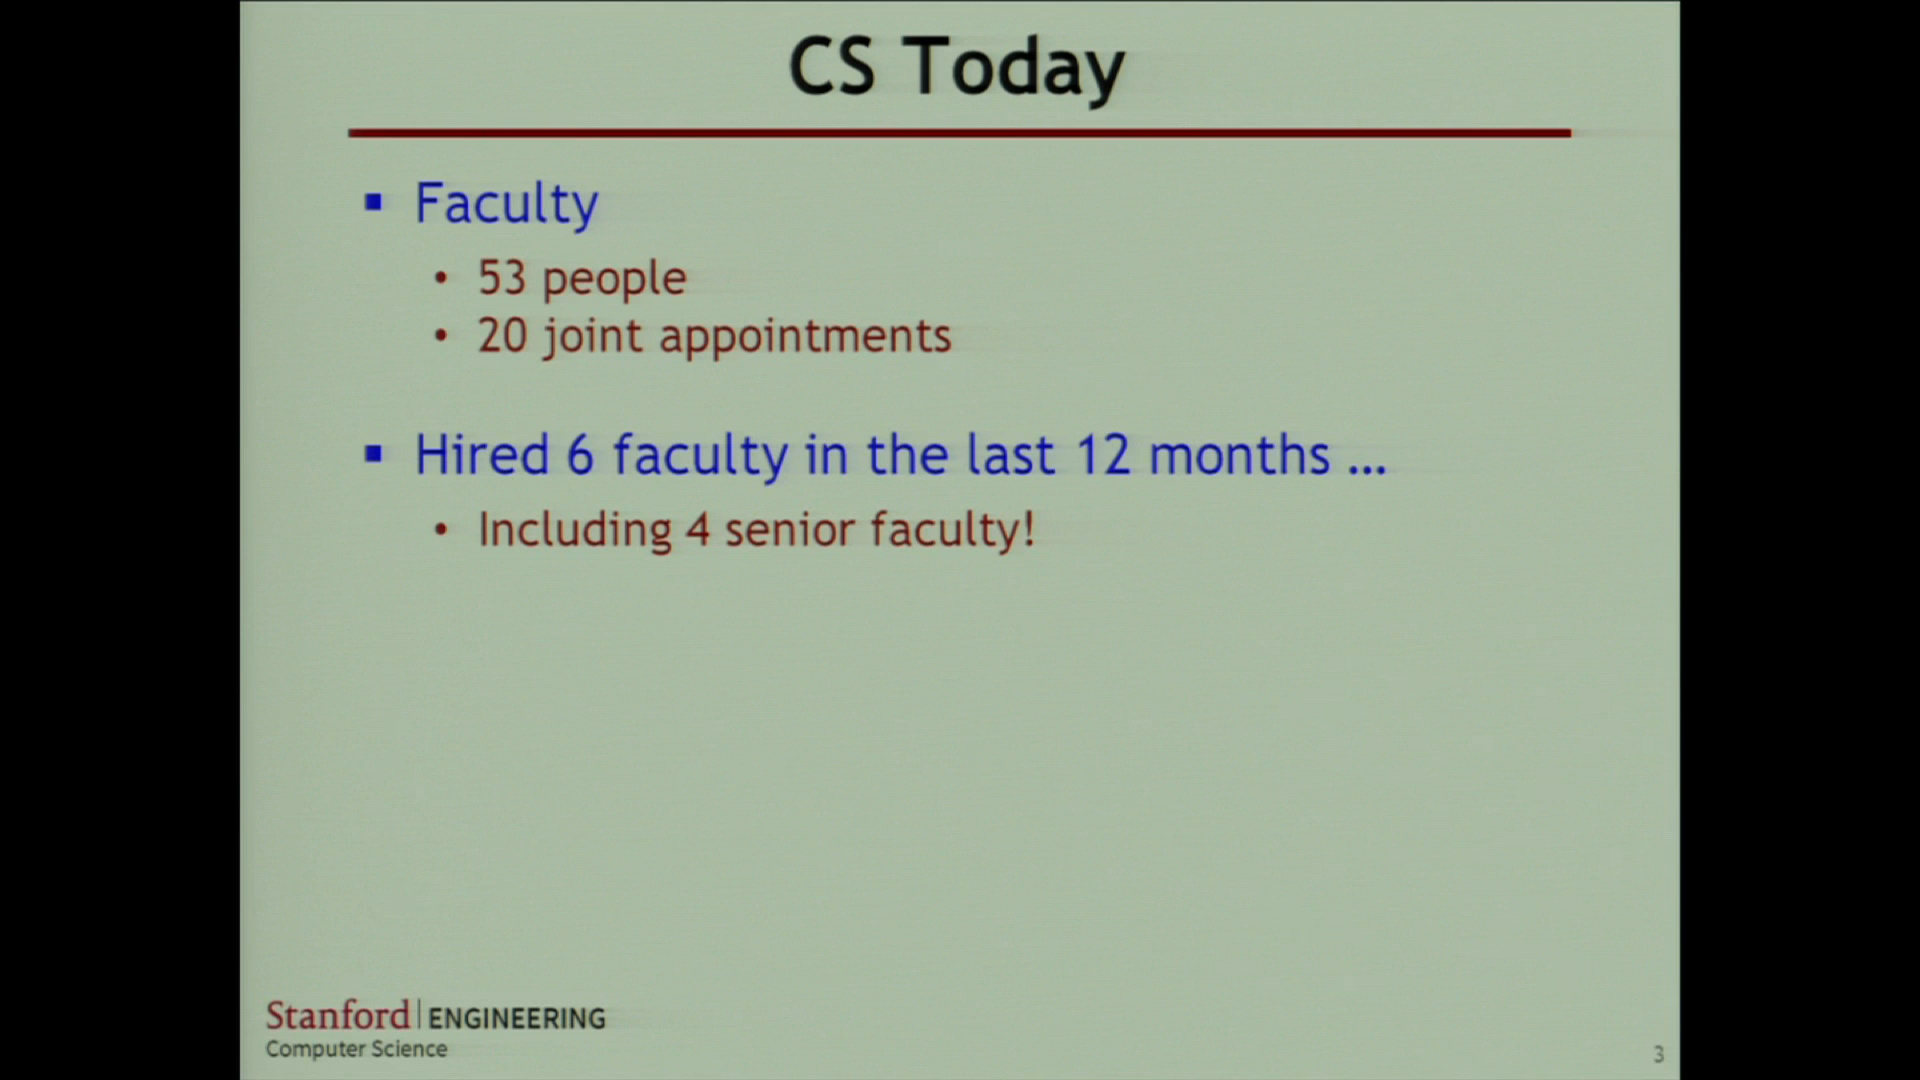 CS Today
▪ Faculty
• 53 people
• 20 joint appointments
▪ Hired 6 faculty in the last 12 months ...
• Including 4 senior faculty!
Stanford | ENGINEERING
Computer Science
3